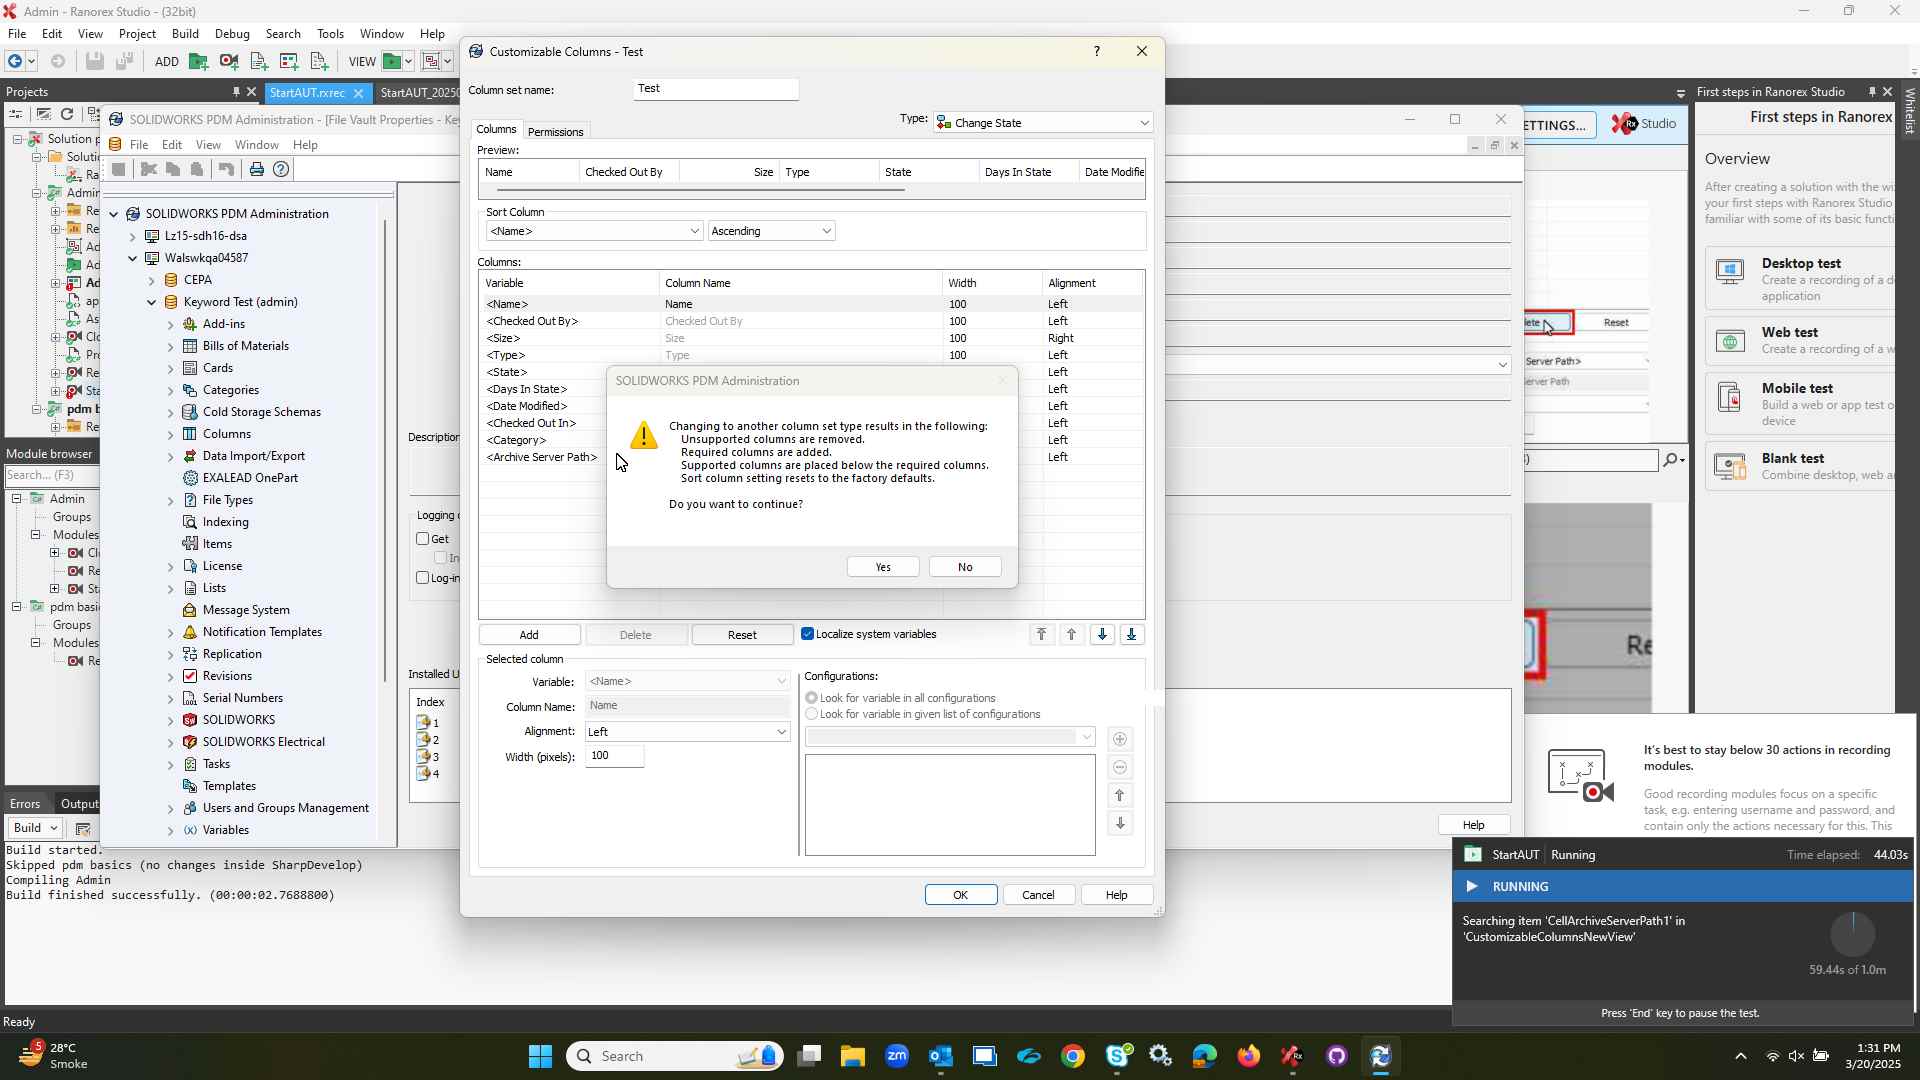 Admin - Ranorex Studio - (32bit)
File Edit View Project Build Debug Search Tools Window Help
ADD
VIEW
Projects
StartAUT.rxrec
StartAUT_2025
Solution
Admin
pdm
Module browser
Search... (F3)
Admin
Groups
Modules
pdm basi
Groups
Modules
Errors Output
Build
Build started.
Skipped pdm basics (no changes inside SharpDevelop)
Compiling Admin
Build finished successfully. (00:00:02.7688800)
Ready
SOLIDWORKS PDM Administration - [File Vault Properties - Key
File Edit View Window Help
SOLIDWORKS PDM Administration
Lz15-sdh16-dsa
Walswkqa04587
CEPA
Keyword Test (admin)
Add-ins
Bills of Materials
Cards
Categories
Cold Storage Schemas
Columns
Data Import/Export
EXALEAD OnePart
File Types
Indexing
Items
License
Lists
Message System
Notification Templates
Replication
Revisions
Serial Numbers
SOLIDWORKS
SOLIDWORKS Electrical
Tasks
Templates
Users and Groups Management
Variables
Description
Logging
Get
In
Log-in
Installed U
Index
1
2
3
4
Help
Customizable Columns - Test
Column set name: Test
Type: Change State
Columns Permissions
Preview:
Name Checked Out By Size Type State Days In State Date Modifie
Sort Column
<Name> Ascending
Columns:
Variable Column Name Width Alignment
<Name> Name 100 Left
<Checked Out By> Checked Out By 100 Left
<Size> Size 100 Right
<Type> Type 100 Left
<State> Left
<Days In State> Left
<Date Modified> Left
<Checked Out In> Left
<Category> Left
<Archive Server Path> Left
SOLIDWORKS PDM Administration
Changing to another column set type results in the following:
Unsupported columns are removed.
Required columns are added.
Supported columns are placed below the required columns.
Sort column setting resets to the factory defaults.
Do you want to continue?
Yes No
Add Delete Reset Localize system variables
Selected column
Variable: <Name>
Column Name: Name
Alignment: Left
Width (pixels): 100
Configurations:
Look for variable in all configurations
Look for variable in given list of configurations
OK Cancel Help
ETTINGS...
Studio
Reset
Server Path>
erver Path
Re
First steps in Ranorex Studio
Whitelist
First steps in Ranorex
Overview
After creating a solution with the wi
your first steps with Ranorex Studio
familiar with some of its basic functi
Desktop test
Create a recording of a de
application
Web test
Create a recording of a w
Mobile test
Build a web or app test o
device
Blank test
Combine desktop, web a
It's best to stay below 30 actions in recording
modules.
Good recording modules focus on a specific
task, e.g. entering username and password, and
contain only the actions necessary for this. This
StartAUT Running Time elapsed: 44.03s
RUNNING
Searching item 'CellArchiveServerPath1' in
'CustomizableColumnsNewView'
59.44s of 1.0m
Press 'End' key to pause the test.
5
28°C
Smoke
Search
zm
1:31 PM
3/20/2025